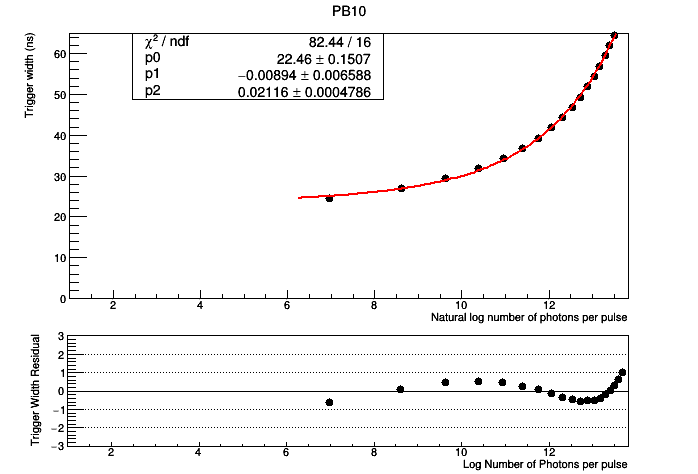 PB10
χ² / ndf 82.44 / 16
p0 22.46 ± 0.1507
p1 −0.00894 ± 0.006588
p2 0.02116 ± 0.0004786
Trigger width (ns)
60
50
40
30
20
10
0
2 4 6 8 10 12
Natural log number of photons per pulse
Trigger Width Residual
3
2
1
0
−1
−2
−3
2 4 6 8 10 12
Log Number of Photons per pulse